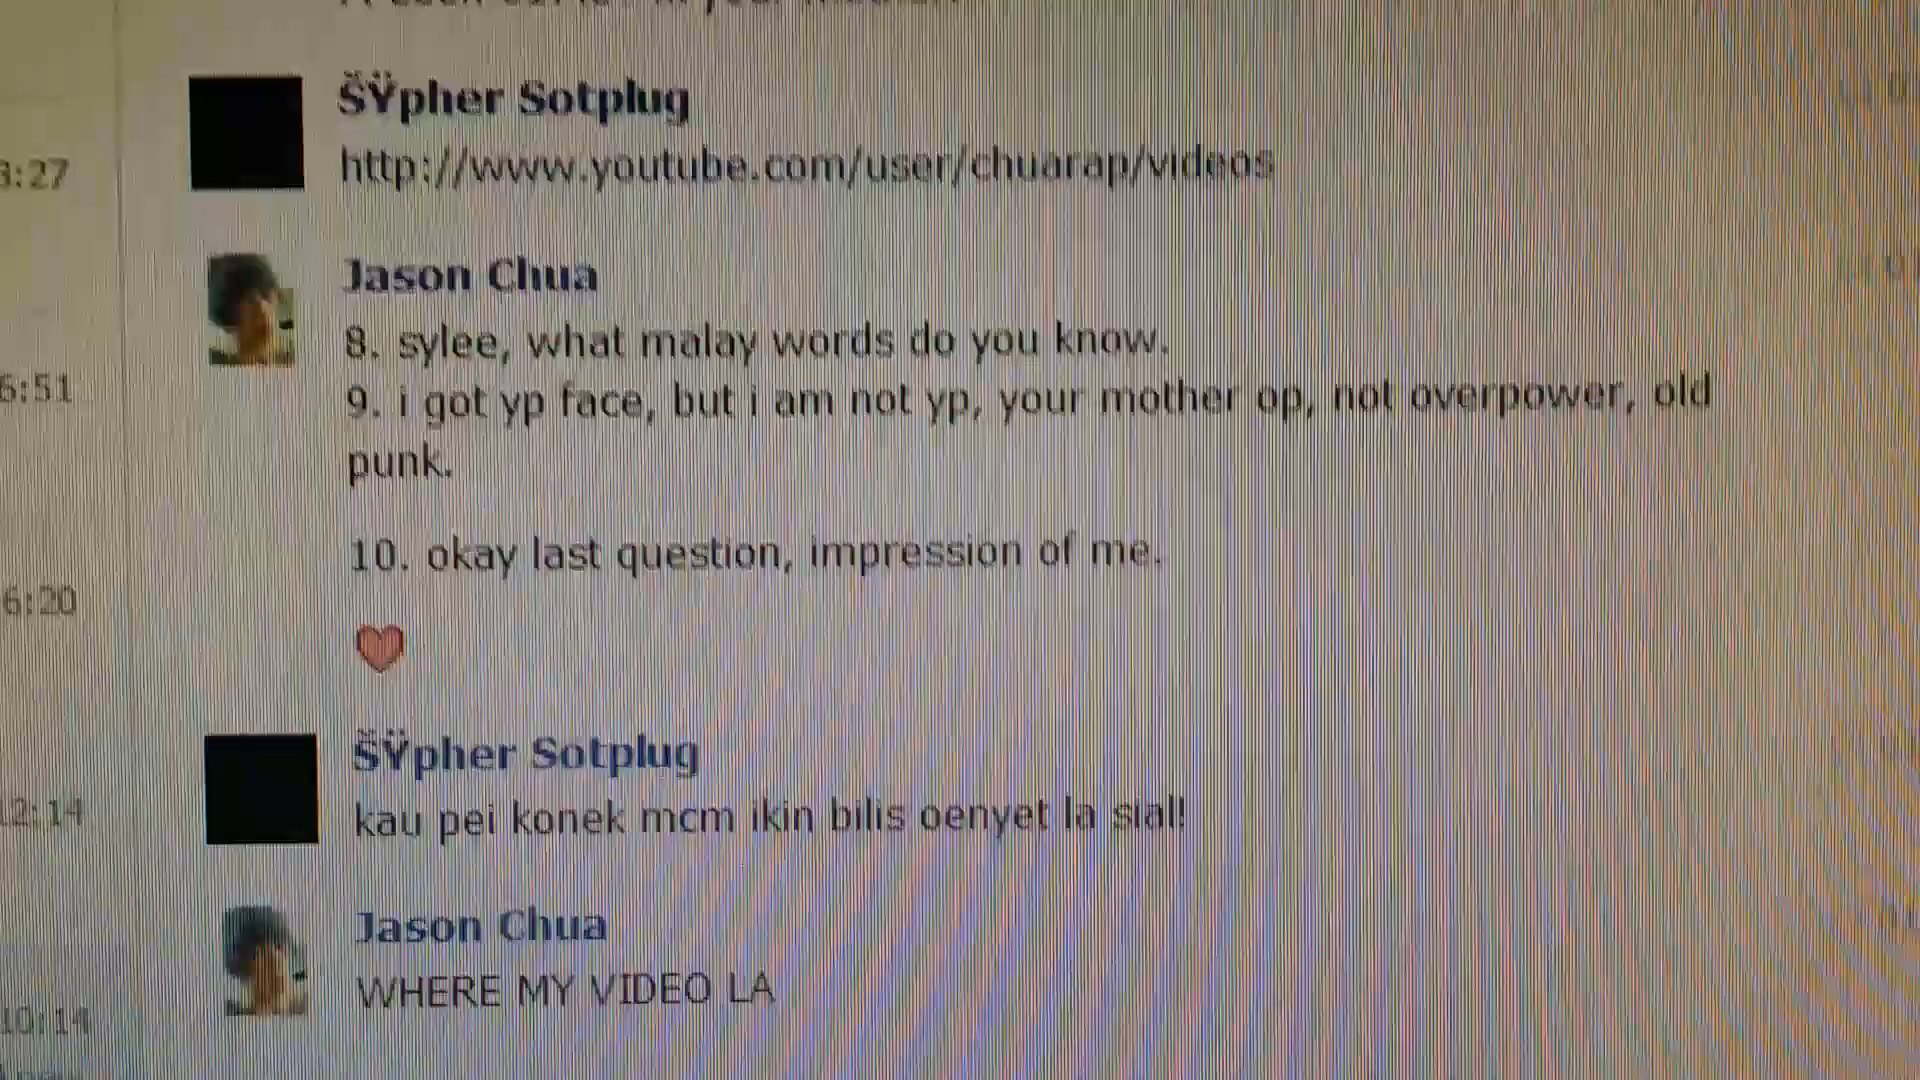 ŠŸpher Sotplug
http://www.youtube.com/user/chuarap/videos
3:27
Jason Chua
8. sylee, what malay words do you know.
6:51
9. i got yp face, but i am not yp, your mother op, not overpower, old
punk.
10. okay last question, impression of me.
6:20
ŠŸpher Sotplug
kau pei konek mcm ikin bilis oenyet la sial!
12:14
Jason Chua
WHERE MY VIDEO LA
10:14